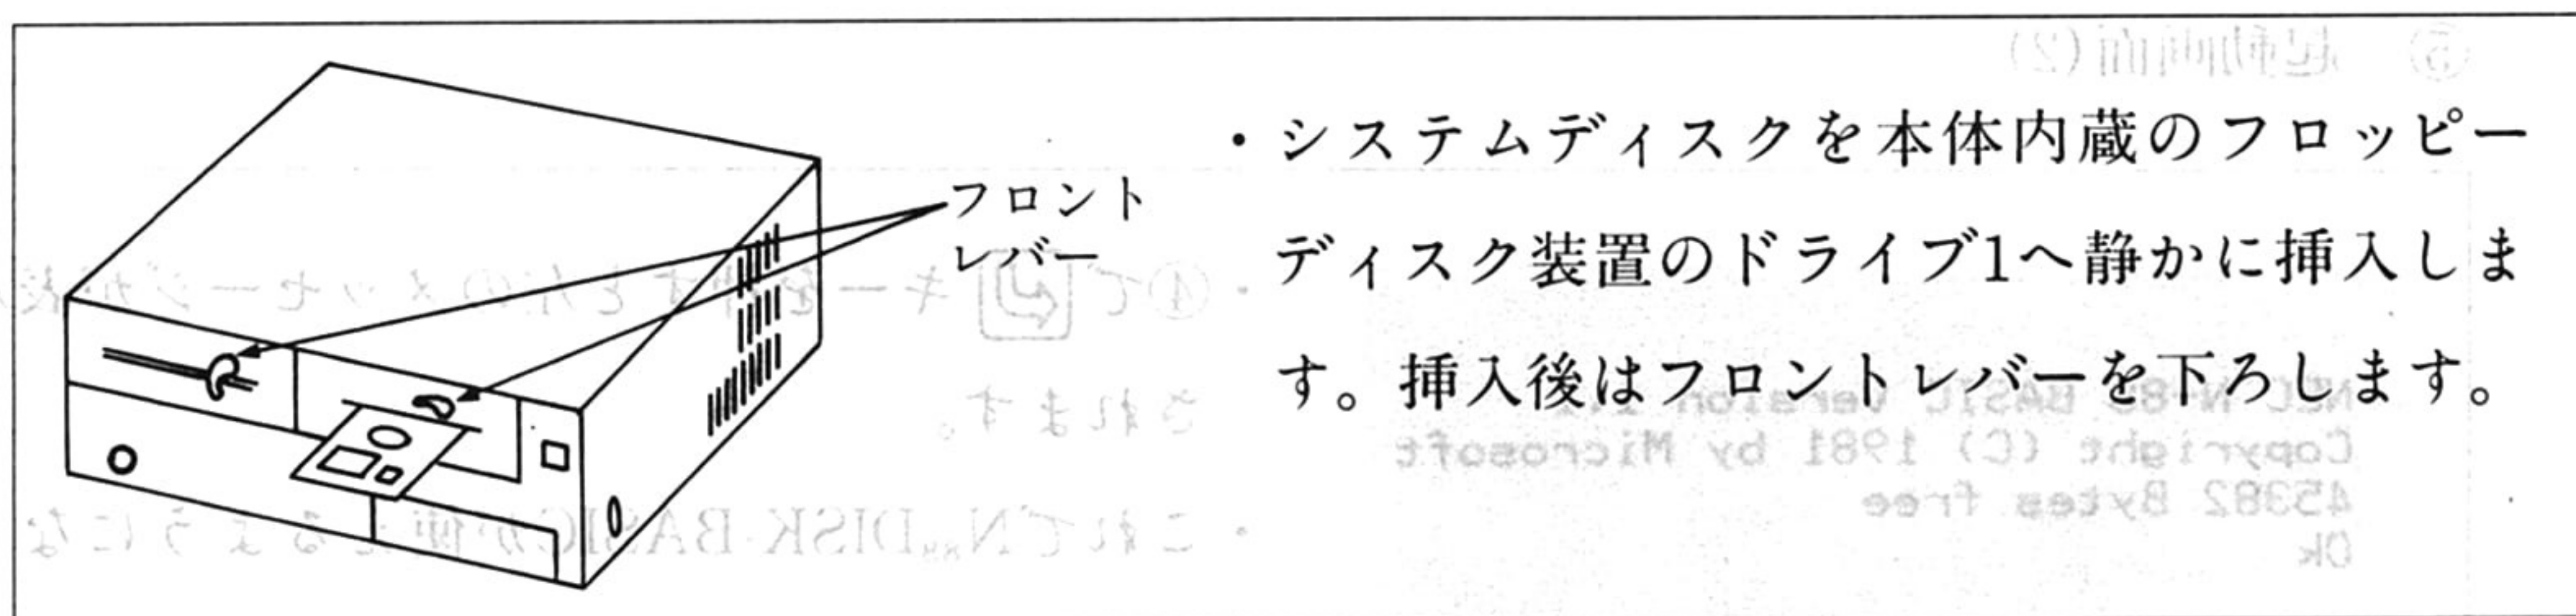 フロント
レバー
・システムディスクを本体内蔵のフロッピー
ディスク装置のドライブ1へ静かに挿入しま
す。挿入後はフロントレバーを下ろします。